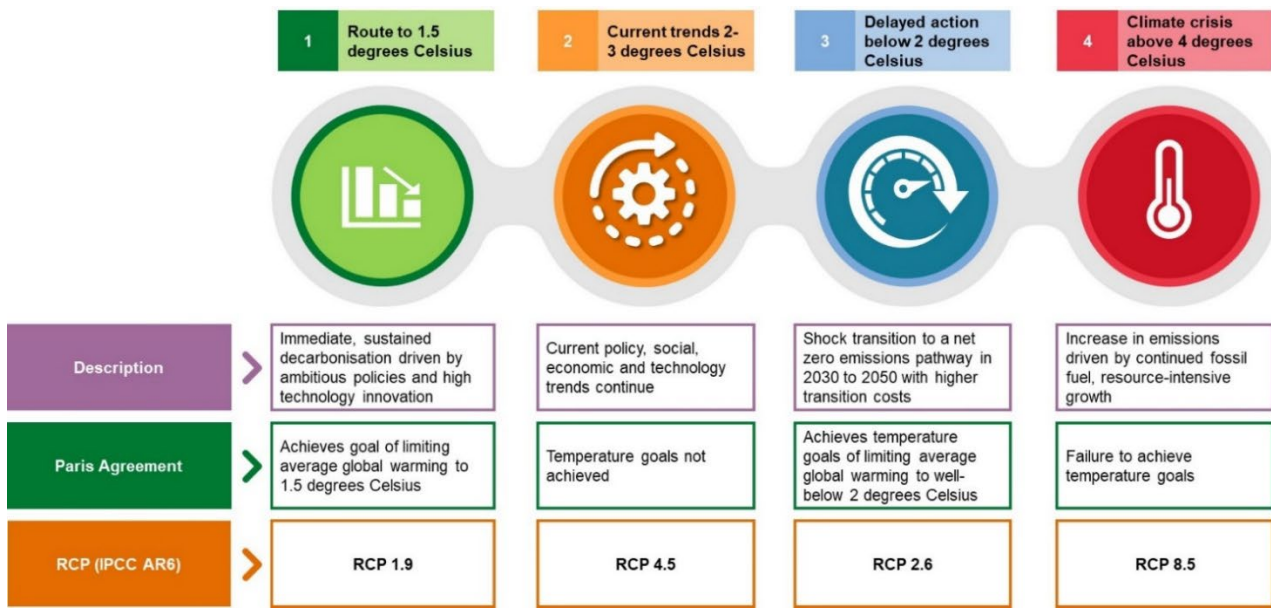 1
Route to 1.5
degrees Celsius
2
Current trends 2-
3 degrees Celsius
3
Delayed action
below 2 degrees
Celsius
4
Climate crisis
above 4 degrees
Celsius
Description
Immediate, sustained
decarbonisation driven by
ambitious policies and high
technology innovation
Current policy, social,
economic and technology
trends continue
Shock transition to a net
zero emissions pathway in
2030 to 2050 with higher
transition costs
Increase in emissions
driven by continued fossil
fuel, resource-intensive
growth
Paris Agreement
Achieves goal of limiting
average global warming to
1.5 degrees Celsius
Temperature goals not
achieved
Achieves temperature
goals of limiting average
global warming to well-
below 2 degrees Celsius
Failure to achieve
temperature goals
RCP (IPCC AR6)
RCP 1.9
RCP 4.5
RCP 2.6
RCP 8.5